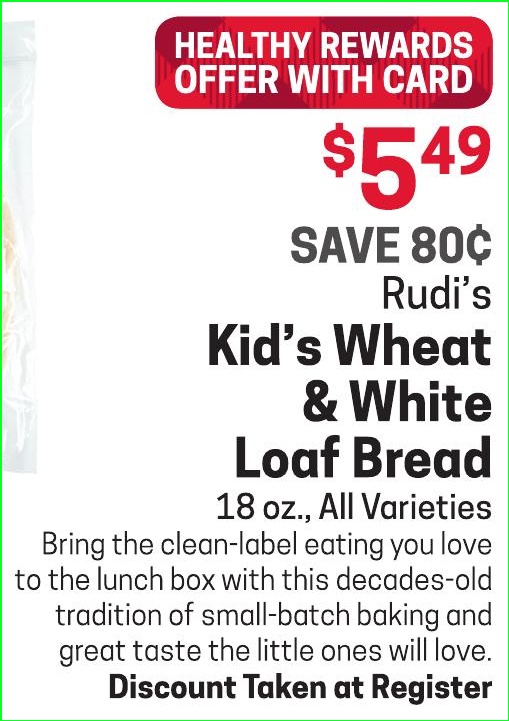 HEALTHY REWARDS
OFFER WITH CARD
$5.49
SAVE 80¢
Rudi's
Kid's Wheat
& White
Loaf Bread
18 oz., All Varieties
Bring the clean-label eating you love
to the lunch box with this decades-old
tradition of small-batch baking and
great taste the little ones will love.
Discount Taken at Register